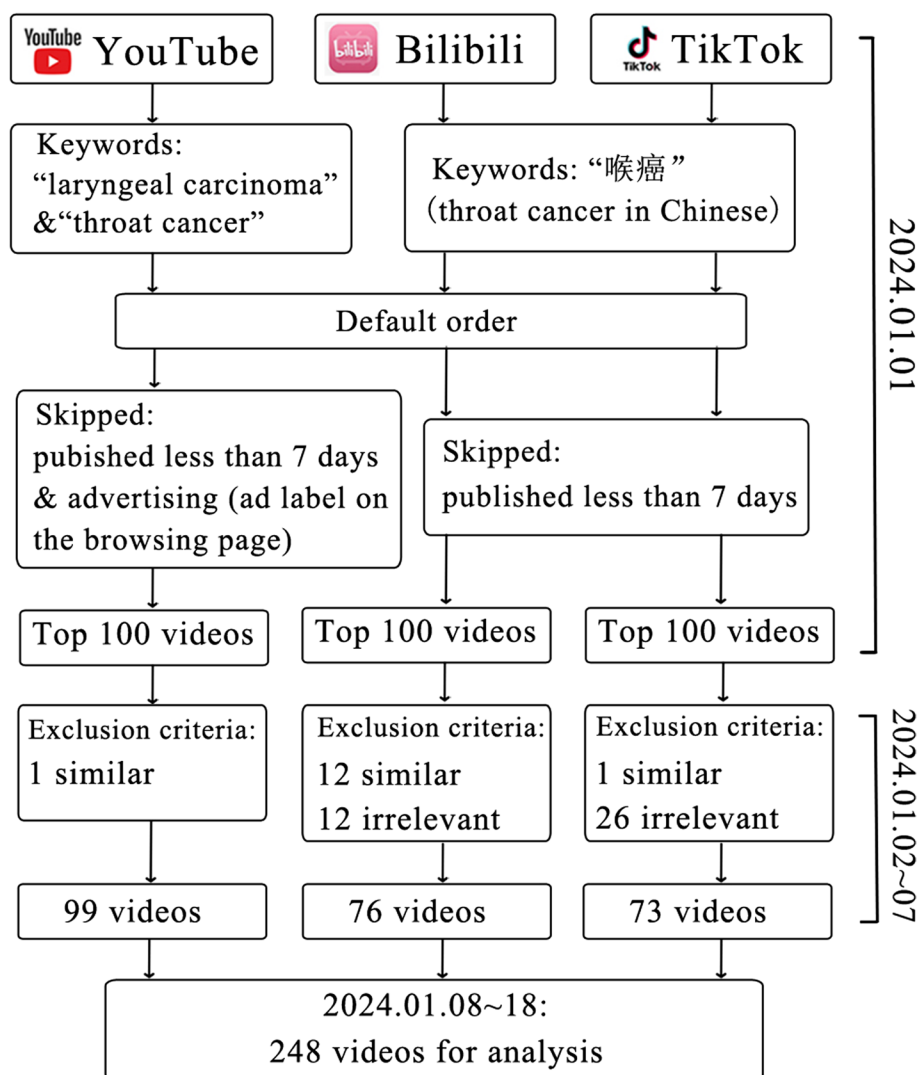 YouTube
YouTube
bilibili
Bilibili
TikTok
TikTok
Keywords:
“laryngeal carcinoma”
&“throat cancer”
Keywords: “喉癌”
(throat cancer in Chinese)
Default order
Skipped:
pubished less than 7 days
& advertising (ad label on
the browsing page)
Skipped:
published less than 7 days
Top 100 videos
Top 100 videos
Top 100 videos
2024.01.01
Exclusion criteria:
1 similar
Exclusion criteria:
12 similar
12 irrelevant
Exclusion criteria:
1 similar
26 irrelevant
99 videos
76 videos
73 videos
2024.01.02~07
2024.01.08~18:
248 videos for analysis